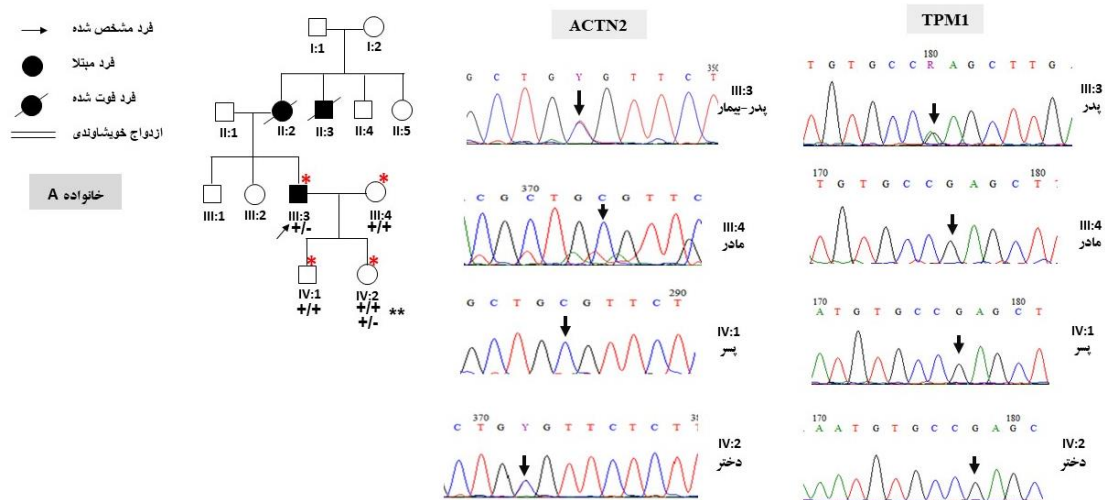 فرد مشخص شده
فرد مبتلا
فرد فوت شده
ازدواج خویشاوندی
خانواده A
I:1
I:2
II:1
II:2
II:3
II:4
II:5
III:1
III:2
*
III:3
+/-
*
III:4
+/+
*
IV:1
+/+
*
IV:2
+/+
+/-
**
ACTN2
350
G C T G Y G T T C T
III:3
پدر-بیمار
370
C G C T G C G T T C
III:4
مادر
290
G C T G C G T T C T
IV:1
پسر
370
C T G Y G T T C T C T T
IV:2
دختر
TPM1
180
T G T G C C R A G C T T G
III:3
پدر
170 180
T G T G C C G A G C T T
III:4
مادر
170 180
A T G T G C C G A G C T
IV:1
پسر
170 180
A A T G T G C C G A G C
IV:2
دختر